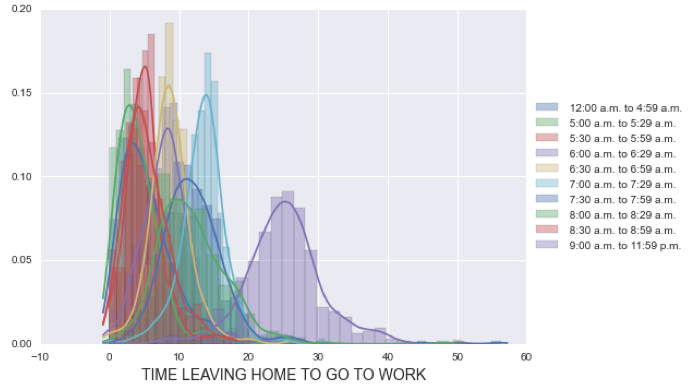 0.20
0.15
0.10
0.05
0.00
−10
0
10
20
30
40
50
60
TIME LEAVING HOME TO GO TO WORK
12:00 a.m. to 4:59 a.m.
5:00 a.m. to 5:29 a.m.
5:30 a.m. to 5:59 a.m.
6:00 a.m. to 6:29 a.m.
6:30 a.m. to 6:59 a.m.
7:00 a.m. to 7:29 a.m.
7:30 a.m. to 7:59 a.m.
8:00 a.m. to 8:29 a.m.
8:30 a.m. to 8:59 a.m.
9:00 a.m. to 11:59 p.m.